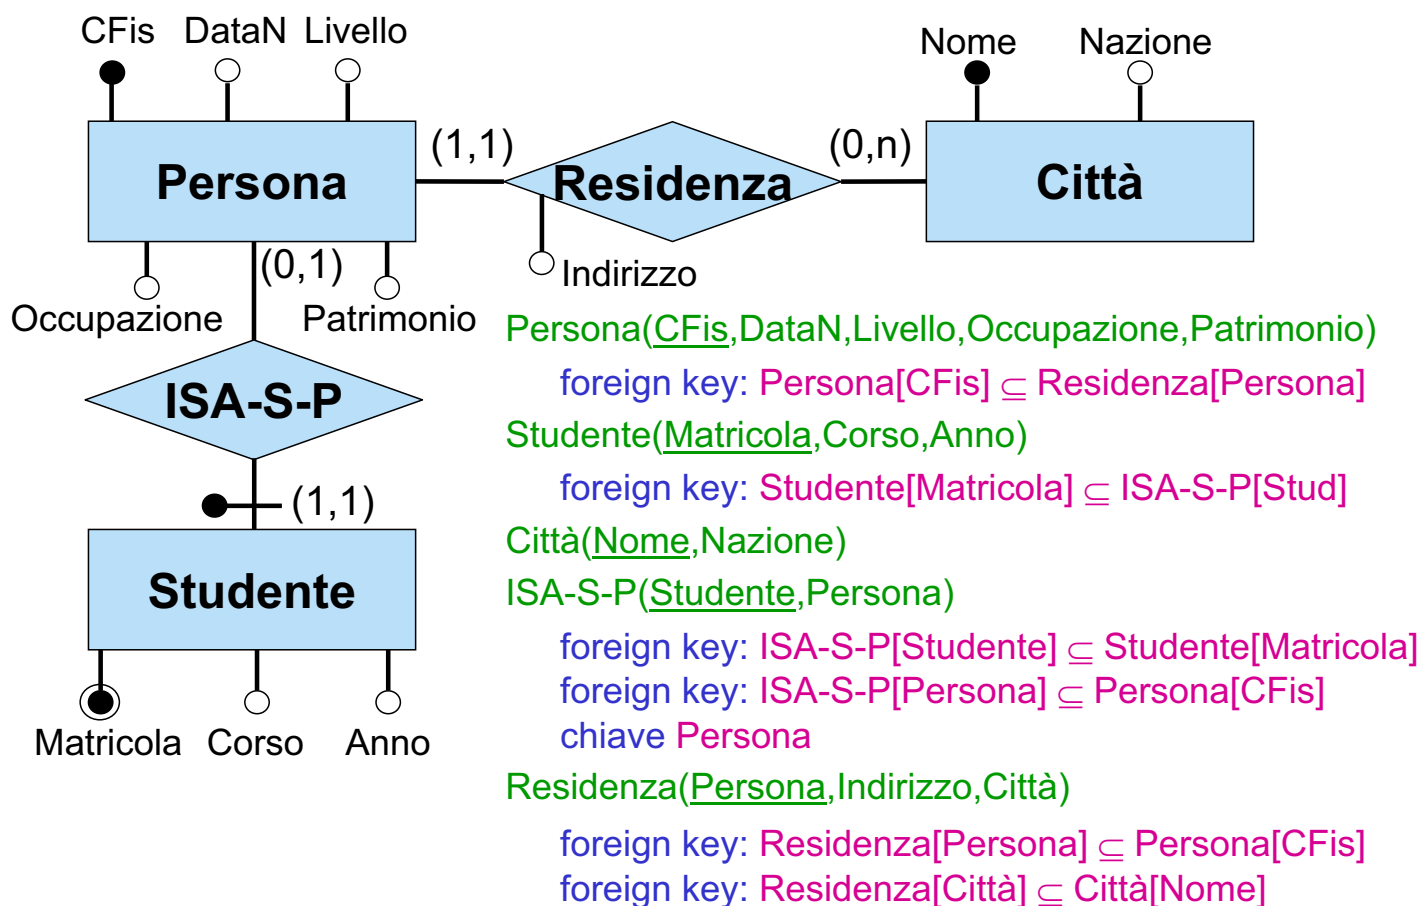 CFis DataN Livello
Nome Nazione
(1,1) (0,n)
Persona Residenza Città
(0,1)
Indirizzo
Occupazione Patrimonio
ISA-S-P
(1,1)
Studente
Matricola Corso Anno
Persona(CFis,DataN,Livello,Occupazione,Patrimonio)
foreign key: Persona[CFis] ⊆ Residenza[Persona]
Studente(Matricola,Corso,Anno)
foreign key: Studente[Matricola] ⊆ ISA-S-P[Stud]
Città(Nome,Nazione)
ISA-S-P(Studente,Persona)
foreign key: ISA-S-P[Studente] ⊆ Studente[Matricola]
foreign key: ISA-S-P[Persona] ⊆ Persona[CFis]
chiave Persona
Residenza(Persona,Indirizzo,Città)
foreign key: Residenza[Persona] ⊆ Persona[CFis]
foreign key: Residenza[Città] ⊆ Città[Nome]